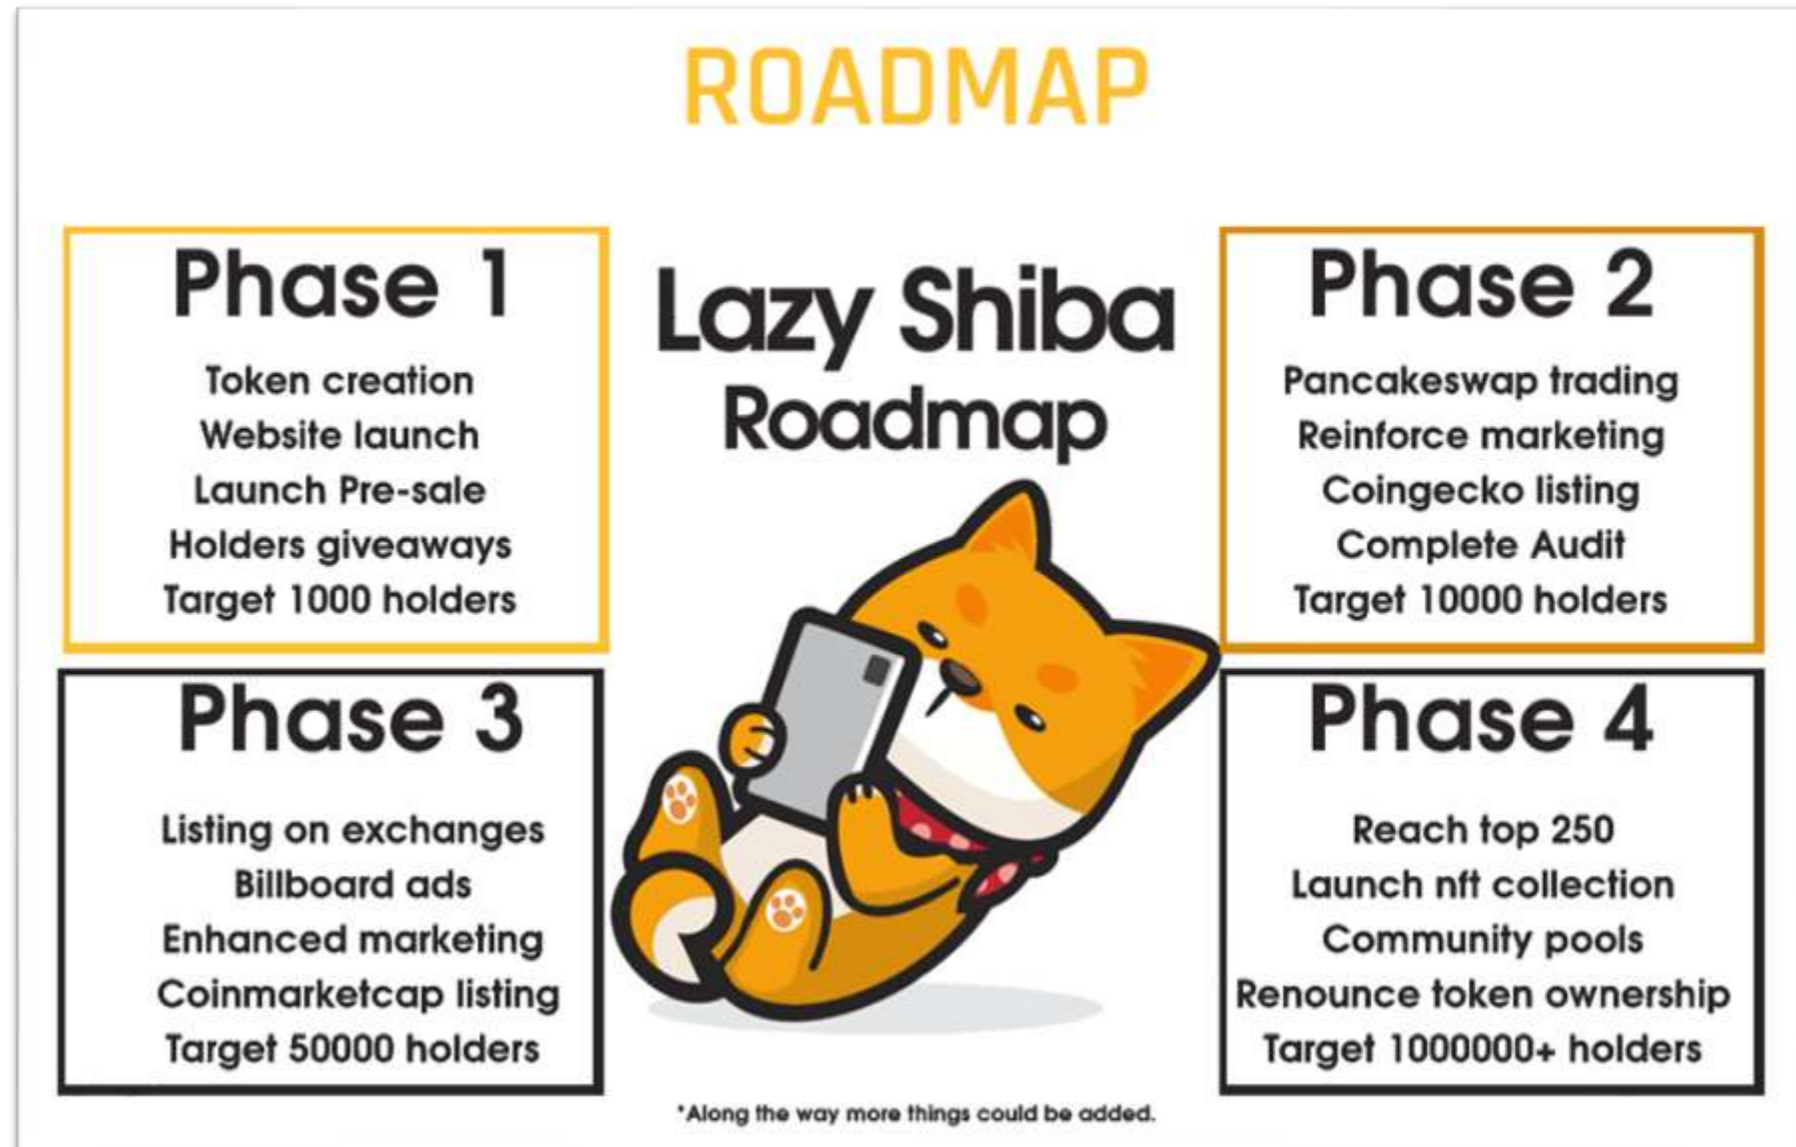 ROADMAP
Phase 1
Token creation
Website launch
Launch Pre-sale
Holders giveaways
Target 1000 holders
Lazy Shiba
Roadmap
Phase 2
Pancakeswap trading
Reinforce marketing
Coingecko listing
Complete Audit
Target 10000 holders
Phase 3
Listing on exchanges
Billboard ads
Enhanced marketing
Coinmarketcap listing
Target 50000 holders
Phase 4
Reach top 250
Launch nft collection
Community pools
Renounce token ownership
Target 1000000+ holders
*Along the way more things could be added.